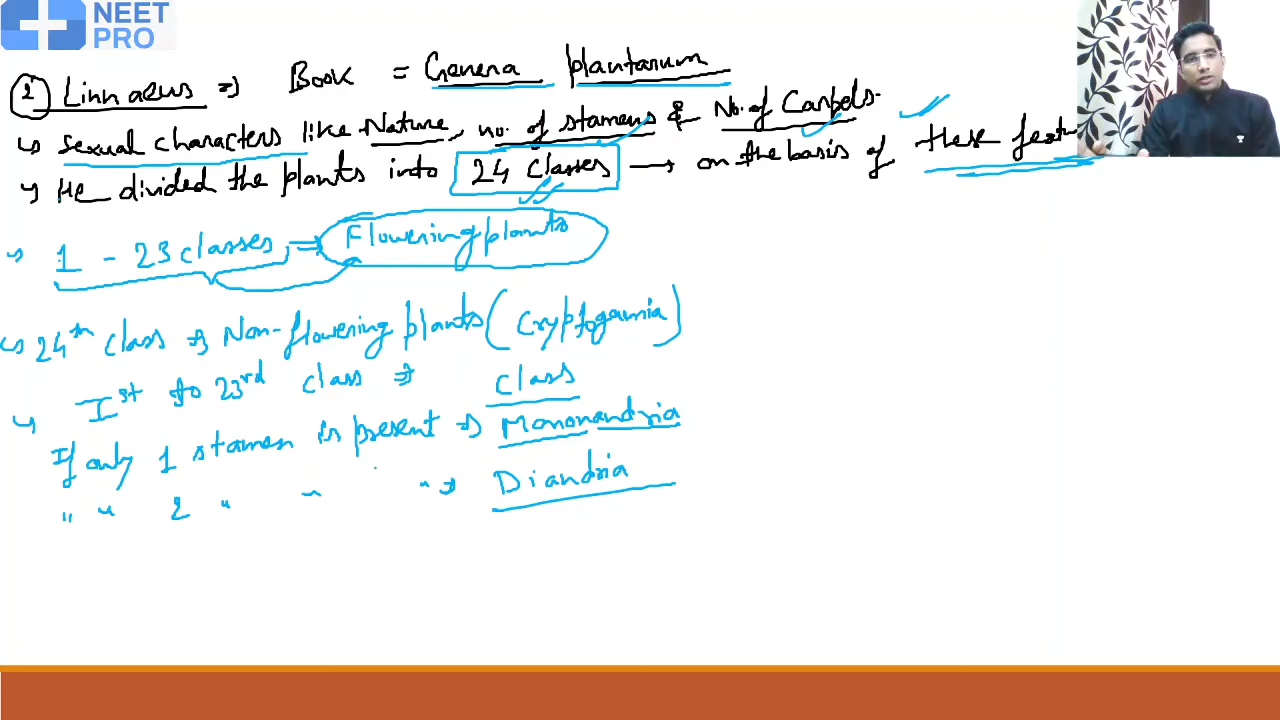 NEET
PRO
2 Linnaeus ⇒ Book = Genera plantarum
↳ Sexual characters like Nature, no. of stamens & No. of Carpels.
↳ He divided the plants into 24 Classes → on the basis of these featu
↳ 1 - 23 classes ⇒ Flowering plants
↳ 24th class ⇒ Non-flowering plants (Cryptogamia)
↳ Ist to 23rd class ⇒ Class
If only 1 stamen is present ⇒ Mononandria
" " 2 " " " ⇒ Diandria